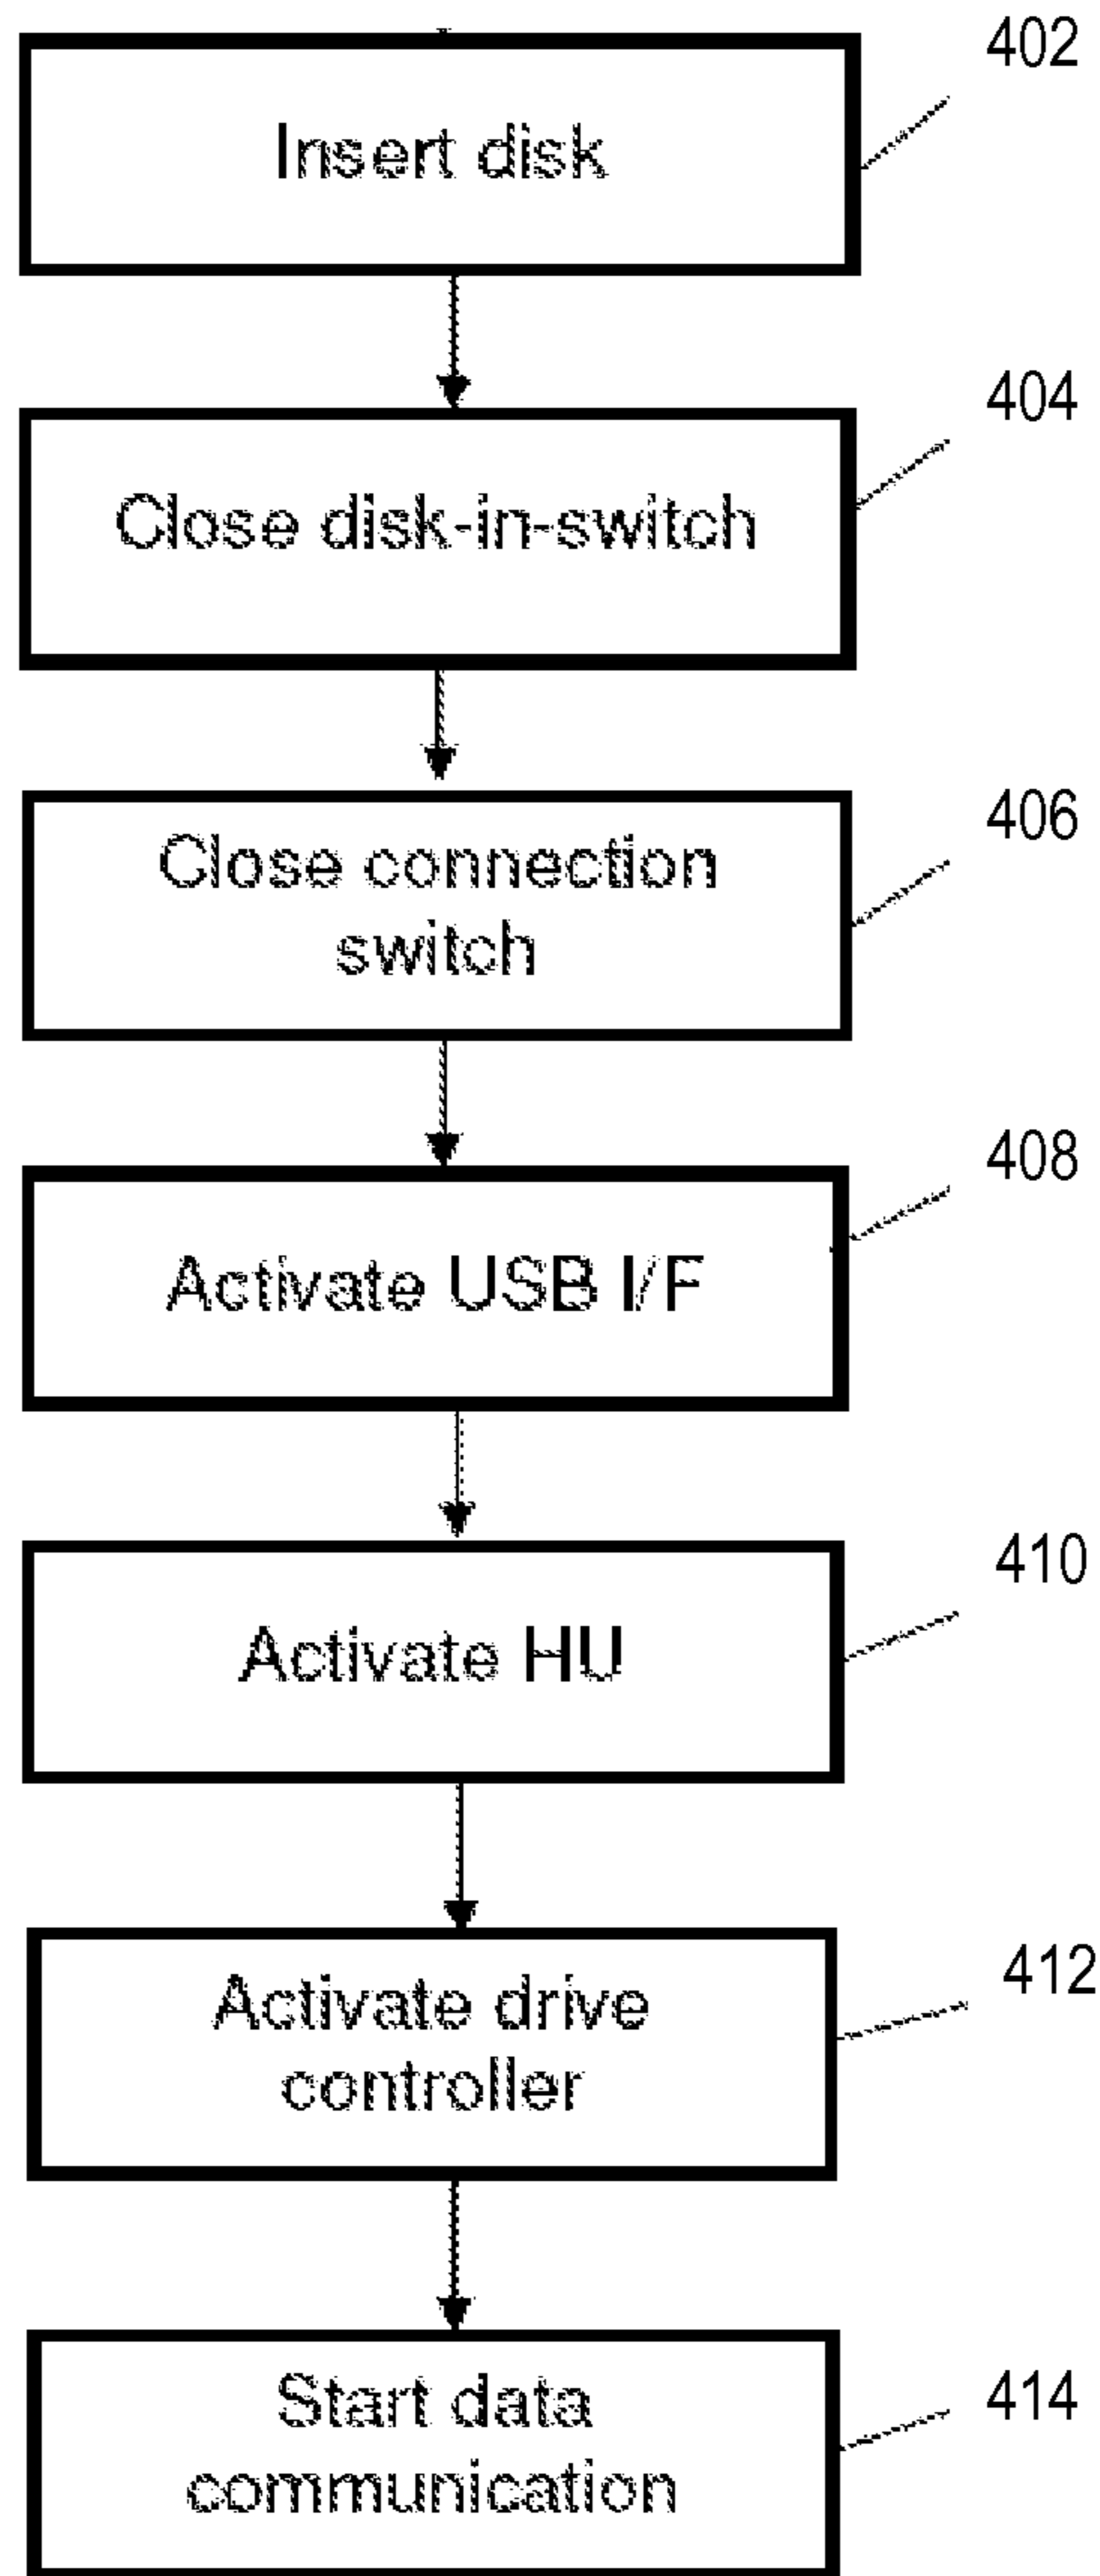 402
Insert disk
404
Close disk-in-switch
406
Close connection
switch
408
Activate USB I/F
410
Activate HU
412
Activate drive
controller
414
Start data
communication